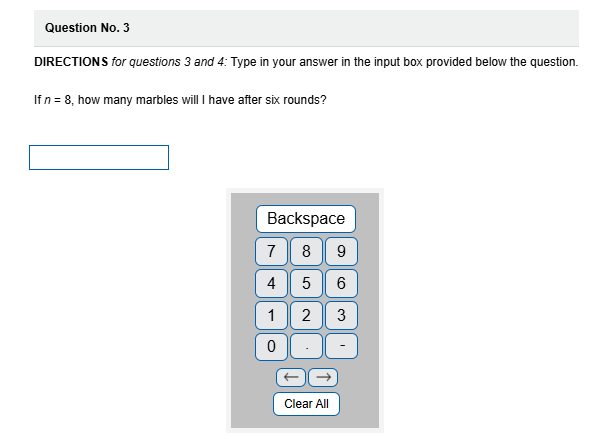 Question No. 3
DIRECTIONS for questions 3 and 4: Type in your answer in the input box provided below the question.
If n = 8, how many marbles will I have after six rounds?
Backspace
7 8 9
4 5 6
1 2 3
0 . -
← →
Clear All